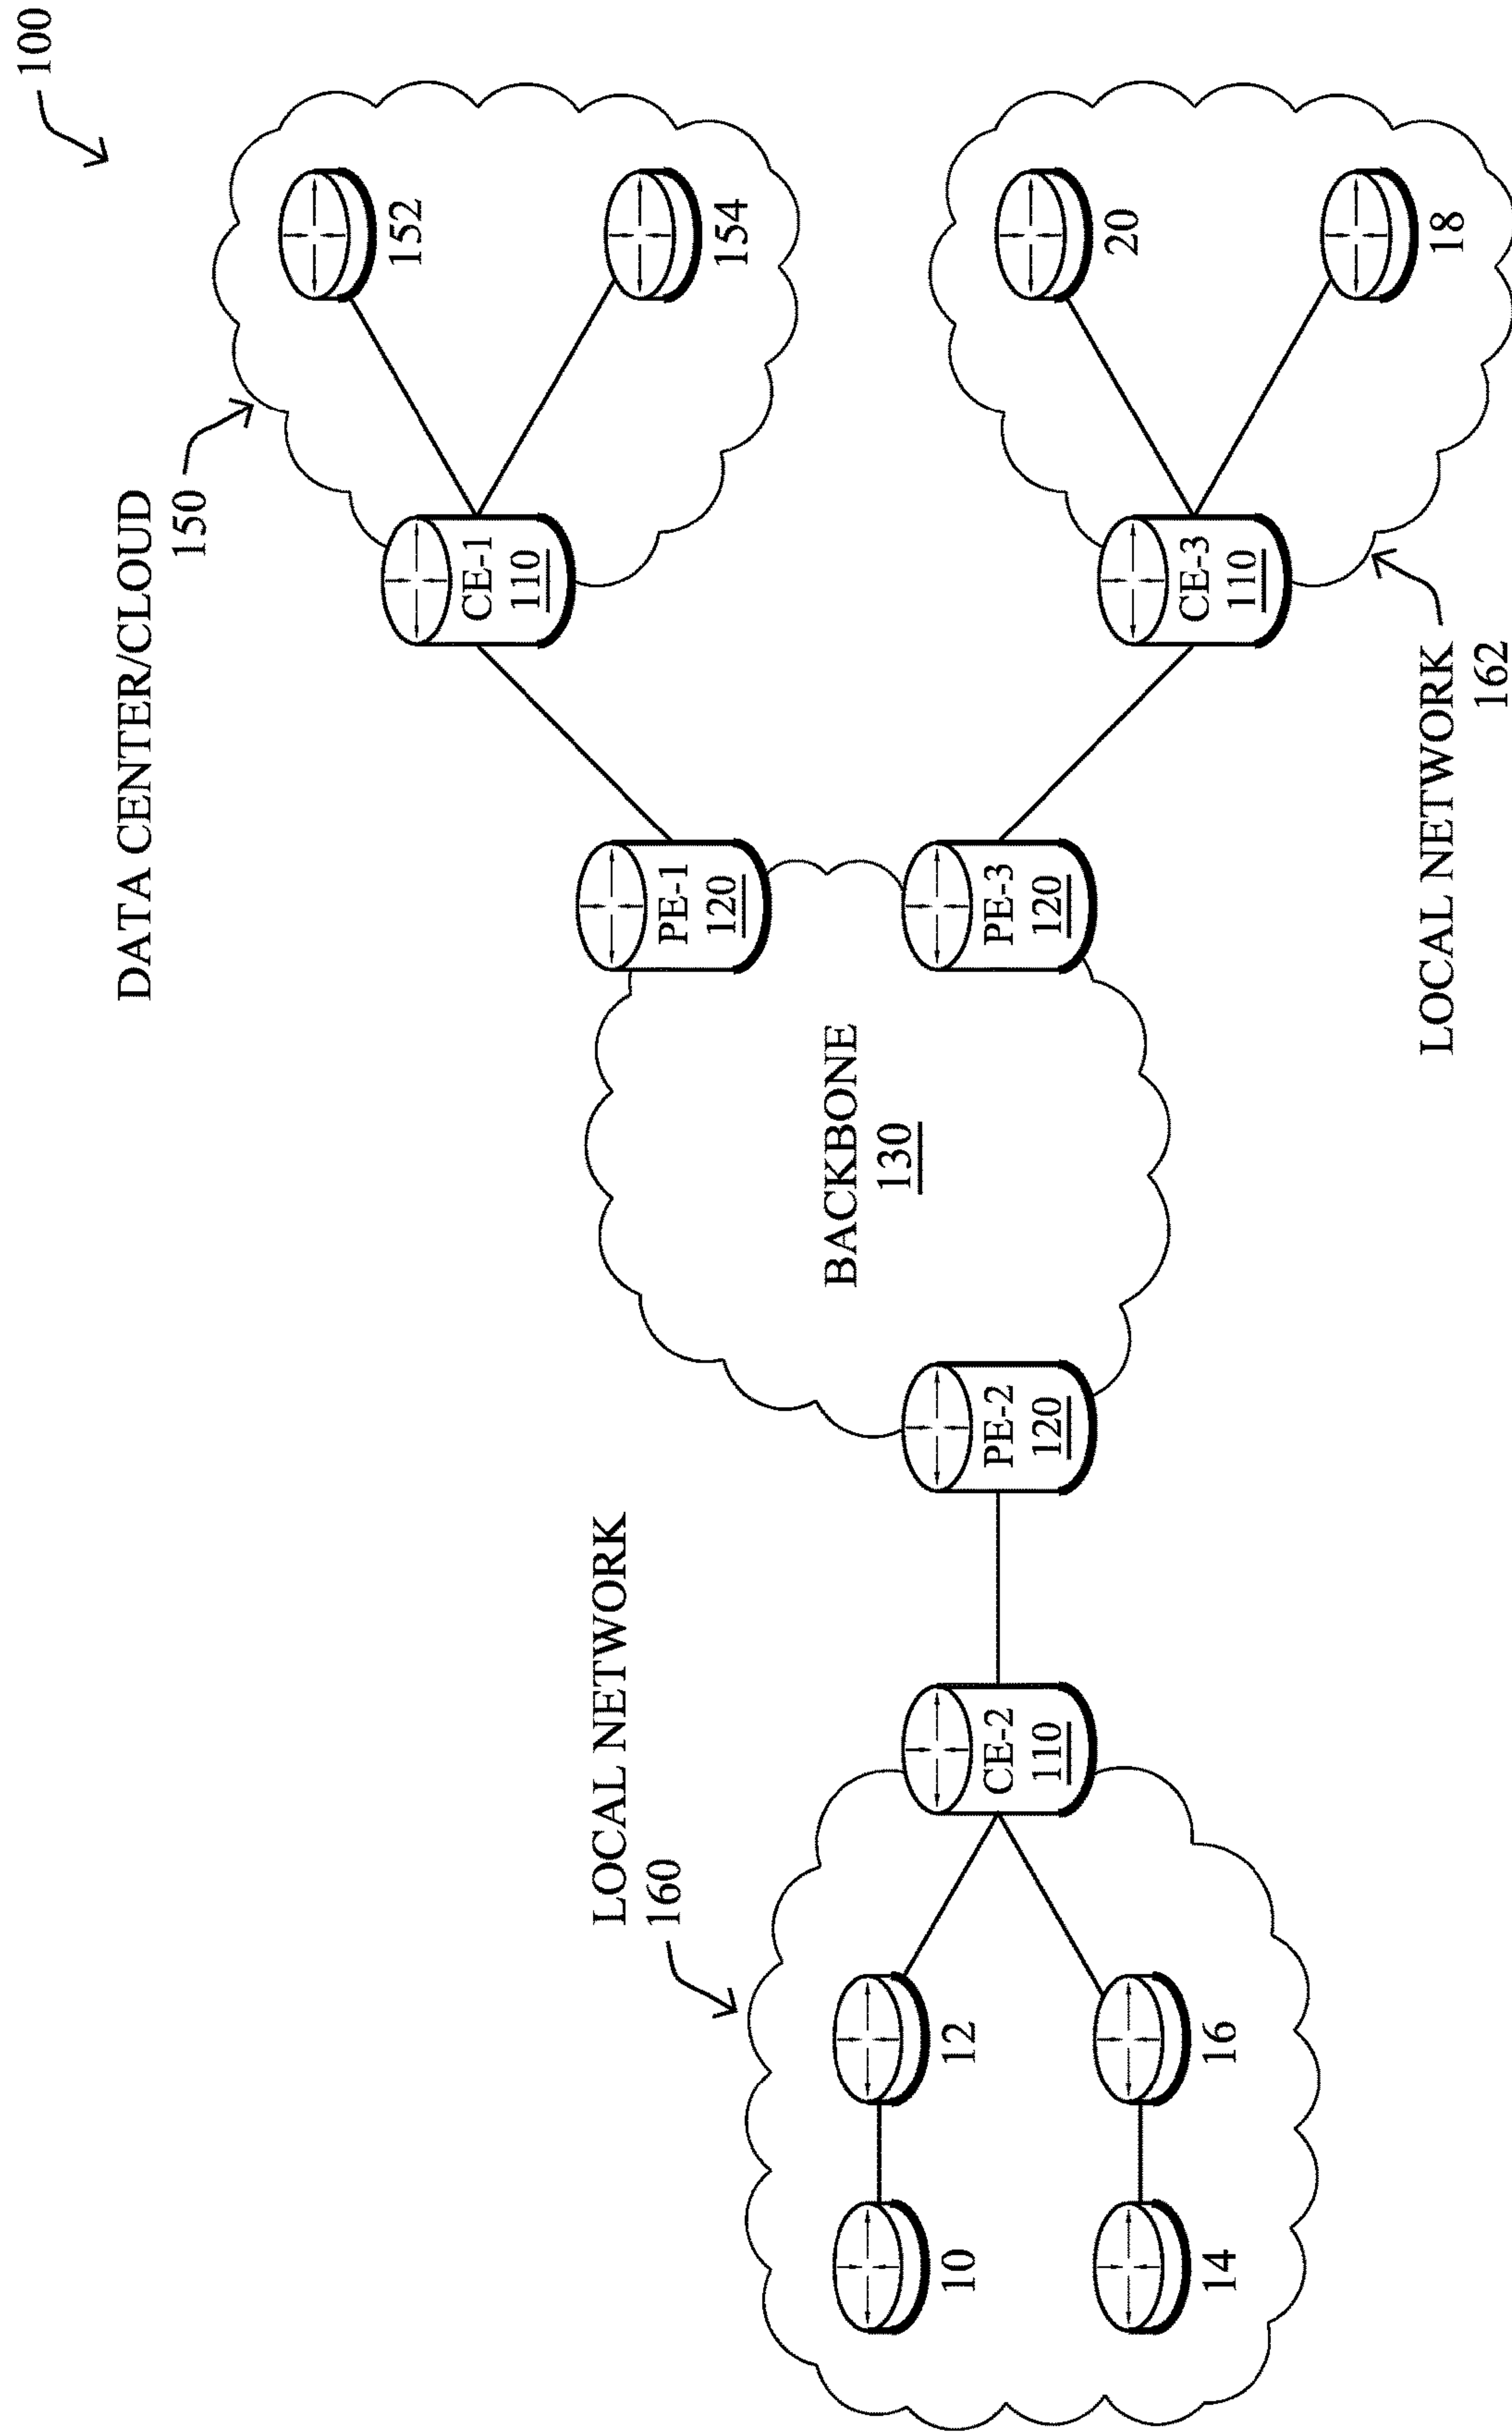 100
DATA CENTER/CLOUD
150
152
154
CE-1
110
PE-1
120
LOCAL NETWORK
160
BACKBONE
130
10
12
CE-2
110
PE-2
120
PE-3
120
14
16
CE-3
110
20
18
LOCAL NETWORK
162